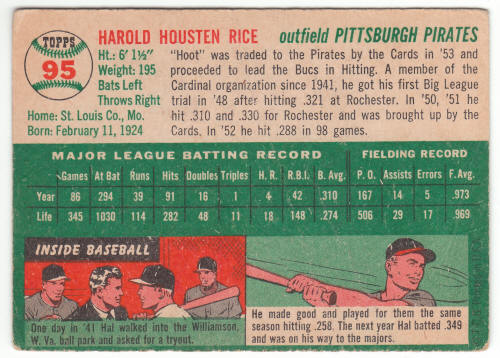 TOPPS
95
HAROLD HOUSTEN RICE outfield PITTSBURGH PIRATES
Ht.: 6' 1½"
Weight: 195
Bats Left
Throws Right
Home: St. Louis Co., Mo.
Born: February 11, 1924
"Hoot" was traded to the Pirates by the Cards in '53 and
proceeded to lead the Bucs in Hitting. A member of the
Cardinal organization since 1941, he got his first Big League
trial in '48 after hitting .321 at Rochester. In '50, '51 he
hit .310 and .330 for Rochester and was brought up by
the Cards. In '52 he hit .288 in 98 games.
MAJOR LEAGUE BATTING RECORD FIELDING RECORD
Games At Bat Runs Hits Doubles Triples H.R. R.B.I. B.Avg. P.O. Assists Errors F.Avg.
Year 86 294 39 91 16 1 4 42 .310 167 14 5 .973
Life 345 1030 114 282 48 11 18 148 .274 506 29 17 .969
INSIDE BASEBALL
One day in '41 Hal walked into the Williamson,
W. Va. ball park and asked for a tryout.
He made good and played for them the same
season hitting .258. The next year Hal batted .349
and was on his way up.